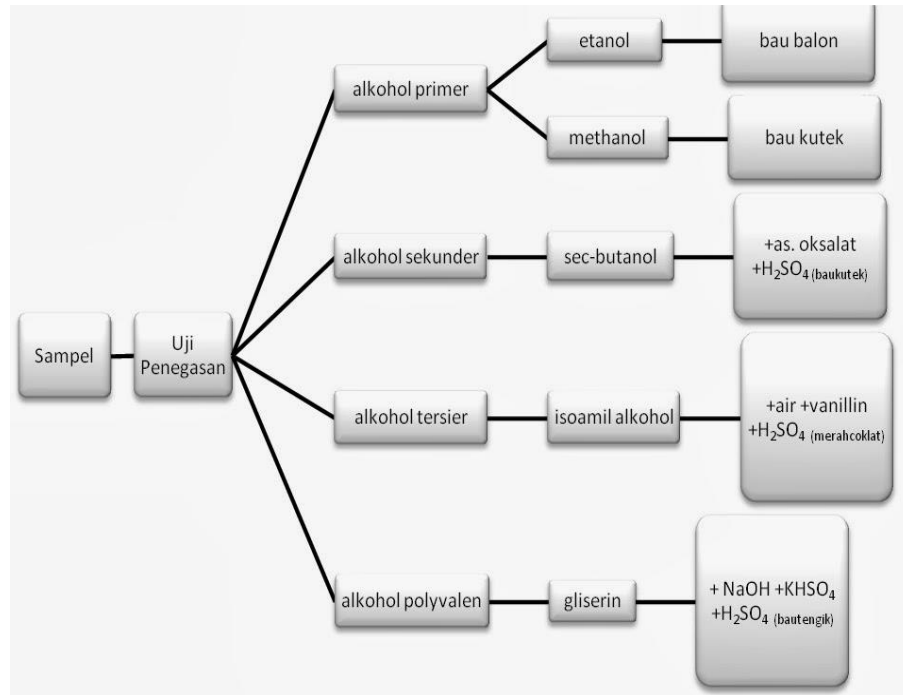 Sampel
Uji
Penegasan
alkohol primer
etanol
bau balon
methanol
bau kutek
alkohol sekunder
sec-butanol
+as. oksalat
+H₂SO₄ (baukutek)
alkohol tersier
isoamil alkohol
+air +vanillin
+H₂SO₄ (merahcoklat)
alkohol polyvalen
gliserin
+ NaOH +KHSO₄
+H₂SO₄ (bautengik)